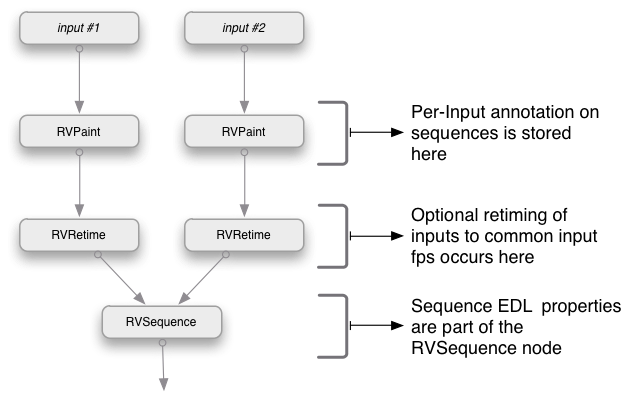 input #1
input #2
RVPaint
RVPaint
Per-Input annotation on
sequences is stored
here
RVRetime
RVRetime
Optional retiming of
inputs to common input
fps occurs here
RVSequence
Sequence EDL properties
are part of the
RVSequence node